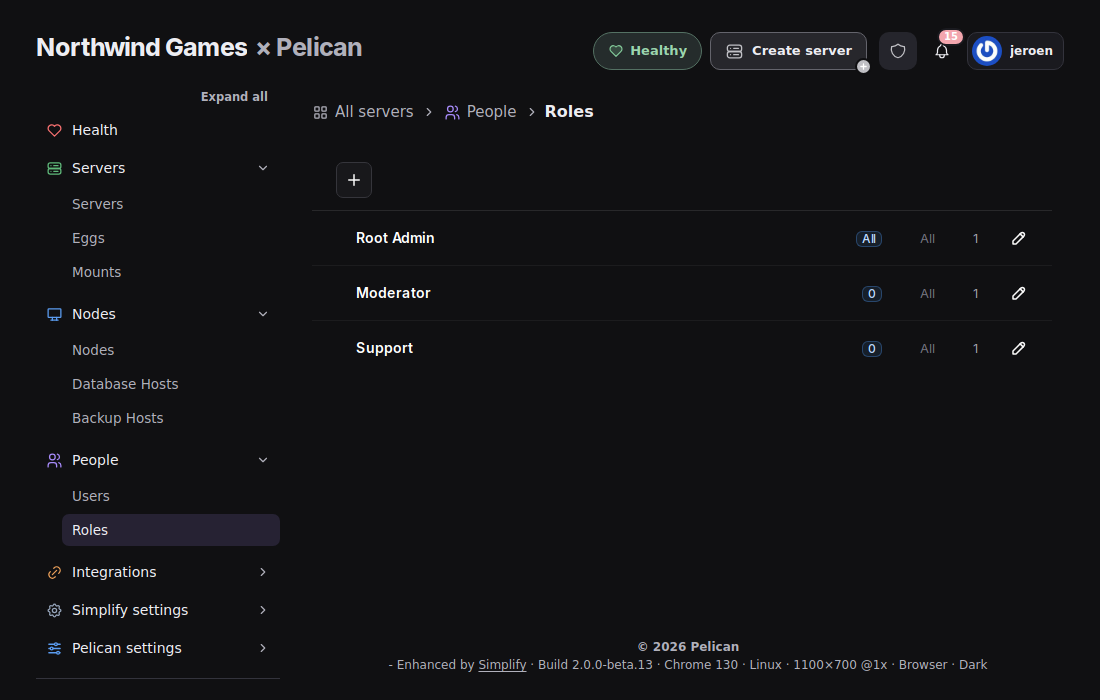 Northwind Games × Pelican
Healthy
Create server
15
jeroen
Expand all
Health
Servers
Servers
Eggs
Mounts
Nodes
Nodes
Database Hosts
Backup Hosts
People
Users
Roles
Integrations
Simplify settings
Pelican settings
All servers > People > Roles
Root Admin All All 1
Moderator 0 All 1
Support 0 All 1
© 2026 Pelican
- Enhanced by Simplify · Build 2.0.0-beta.13 · Chrome 130 · Linux · 1100×700 @1x · Browser · Dark